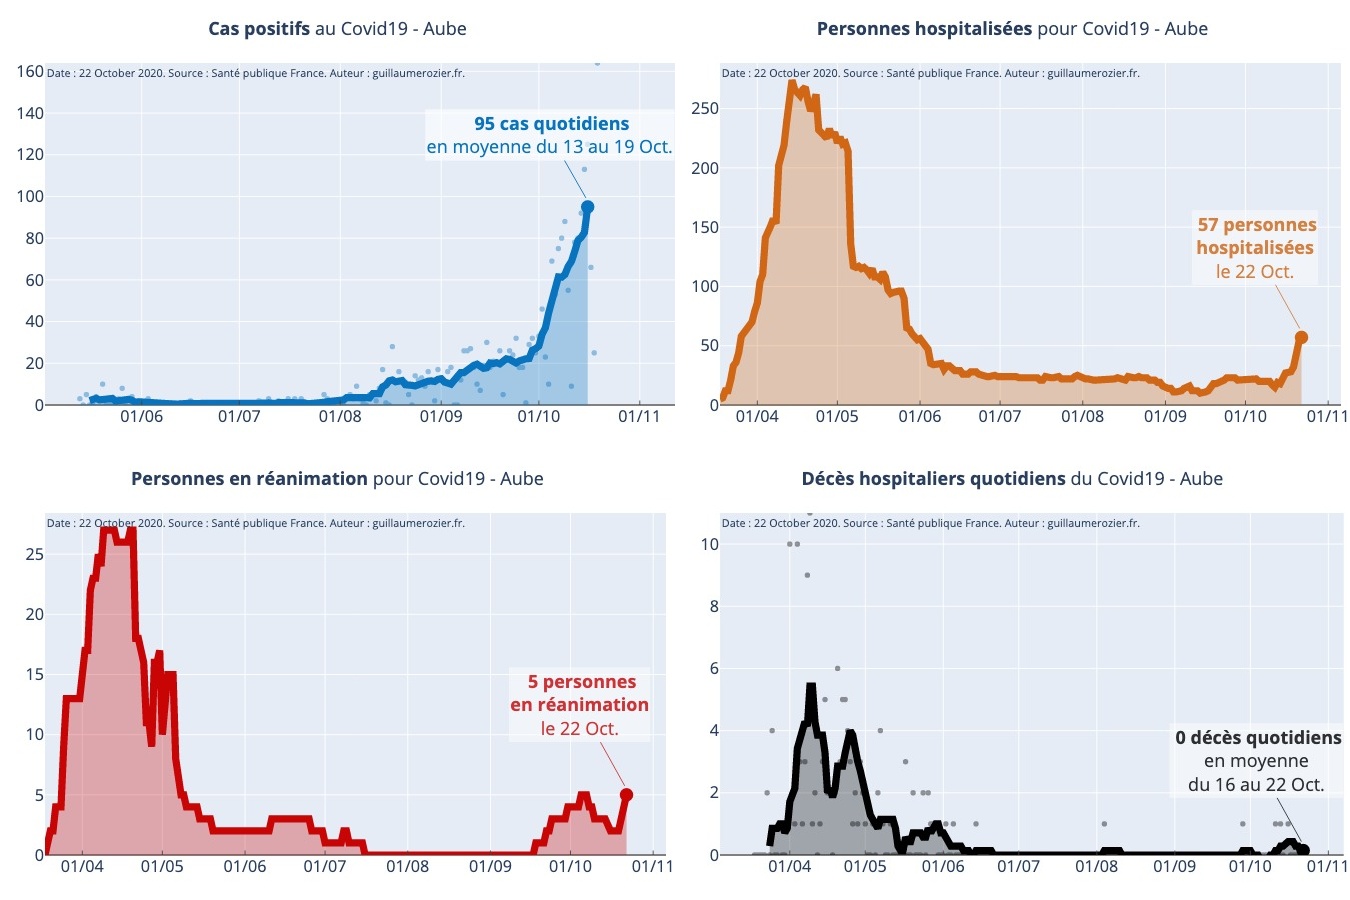 Cas positifs au Covid19 - Aube
Date : 22 October 2020. Source : Santé publique France. Auteur : guillaumerozier.fr.
160
140
120
100
80
60
40
20
0
95 cas quotidiens
en moyenne du 13 au 19 Oct.
01/06 01/07 01/08 01/09 01/10 01/11
Personnes hospitalisées pour Covid19 - Aube
Date : 22 October 2020. Source : Santé publique France. Auteur : guillaumerozier.fr.
250
200
150
100
50
0
57 personnes
hospitalisées
le 22 Oct.
01/04 01/05 01/06 01/07 01/08 01/09 01/10 01/11
Personnes en réanimation pour Covid19 - Aube
Date : 22 October 2020. Source : Santé publique France. Auteur : guillaumerozier.fr.
25
20
15
10
5
0
5 personnes
en réanimation
le 22 Oct.
01/04 01/05 01/06 01/07 01/08 01/09 01/10 01/11
Décès hospitaliers quotidiens du Covid19 - Aube
Date : 22 October 2020. Source : Santé publique France. Auteur : guillaumerozier.fr.
10
8
6
4
2
0
0 décès quotidiens
en moyenne
du 16 au 22 Oct.
01/04 01/05 01/06 01/07 01/08 01/09 01/10 01/11